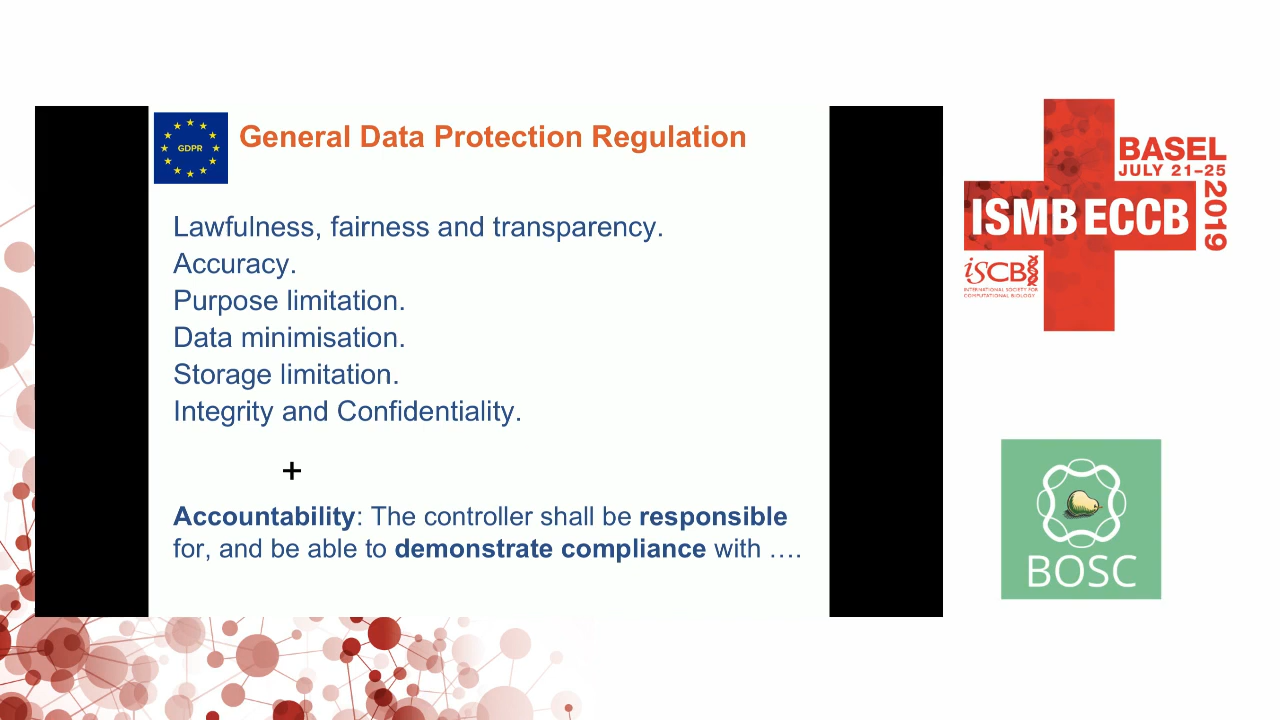 GDPR
General Data Protection Regulation
Lawfulness, fairness and transparency.
Accuracy.
Purpose limitation.
Data minimisation.
Storage limitation.
Integrity and Confidentiality.
+
Accountability: The controller shall be responsible
for, and be able to demonstrate compliance with ….
BASEL
JULY 21–25
2019
ISMB ECCB
iSCB
INTERNATIONAL SOCIETY FOR
COMPUTATIONAL BIOLOGY
BOSC